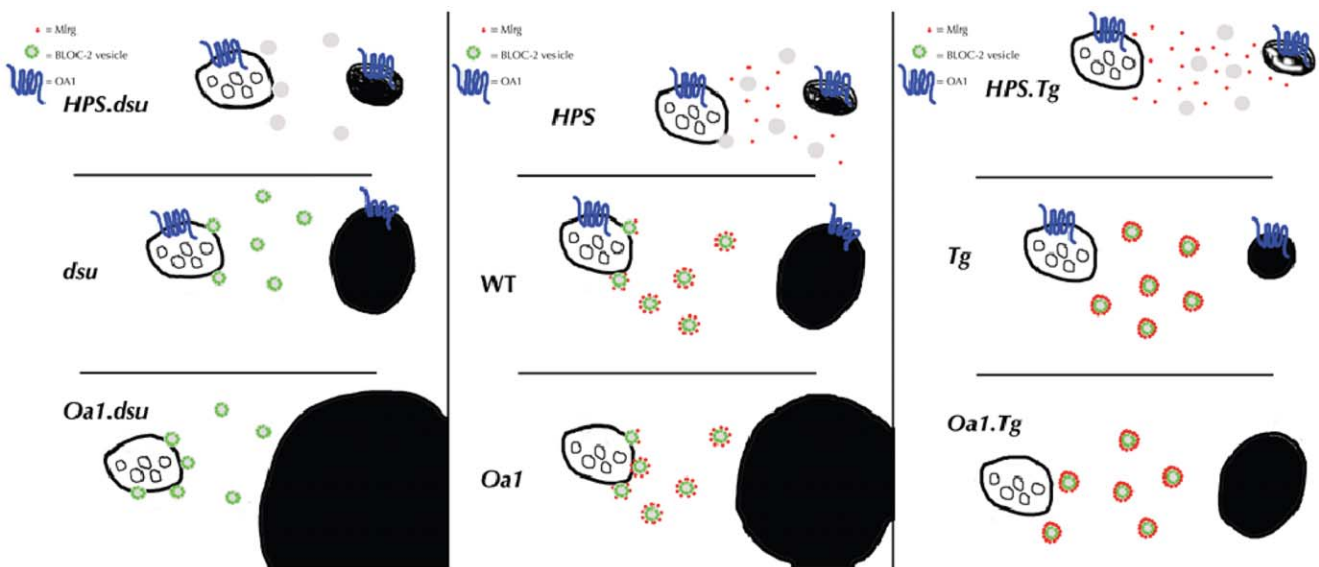 = Mlrg
= BLOC-2 vesicle
= OA1
HPS.dsu
dsu
Oa1.dsu
= Mlrg
= BLOC-2 vesicle
= OA1
HPS
WT
Oa1
= Mlrg
= BLOC-2 vesicle
= OA1
HPS.Tg
Tg
Oa1.Tg